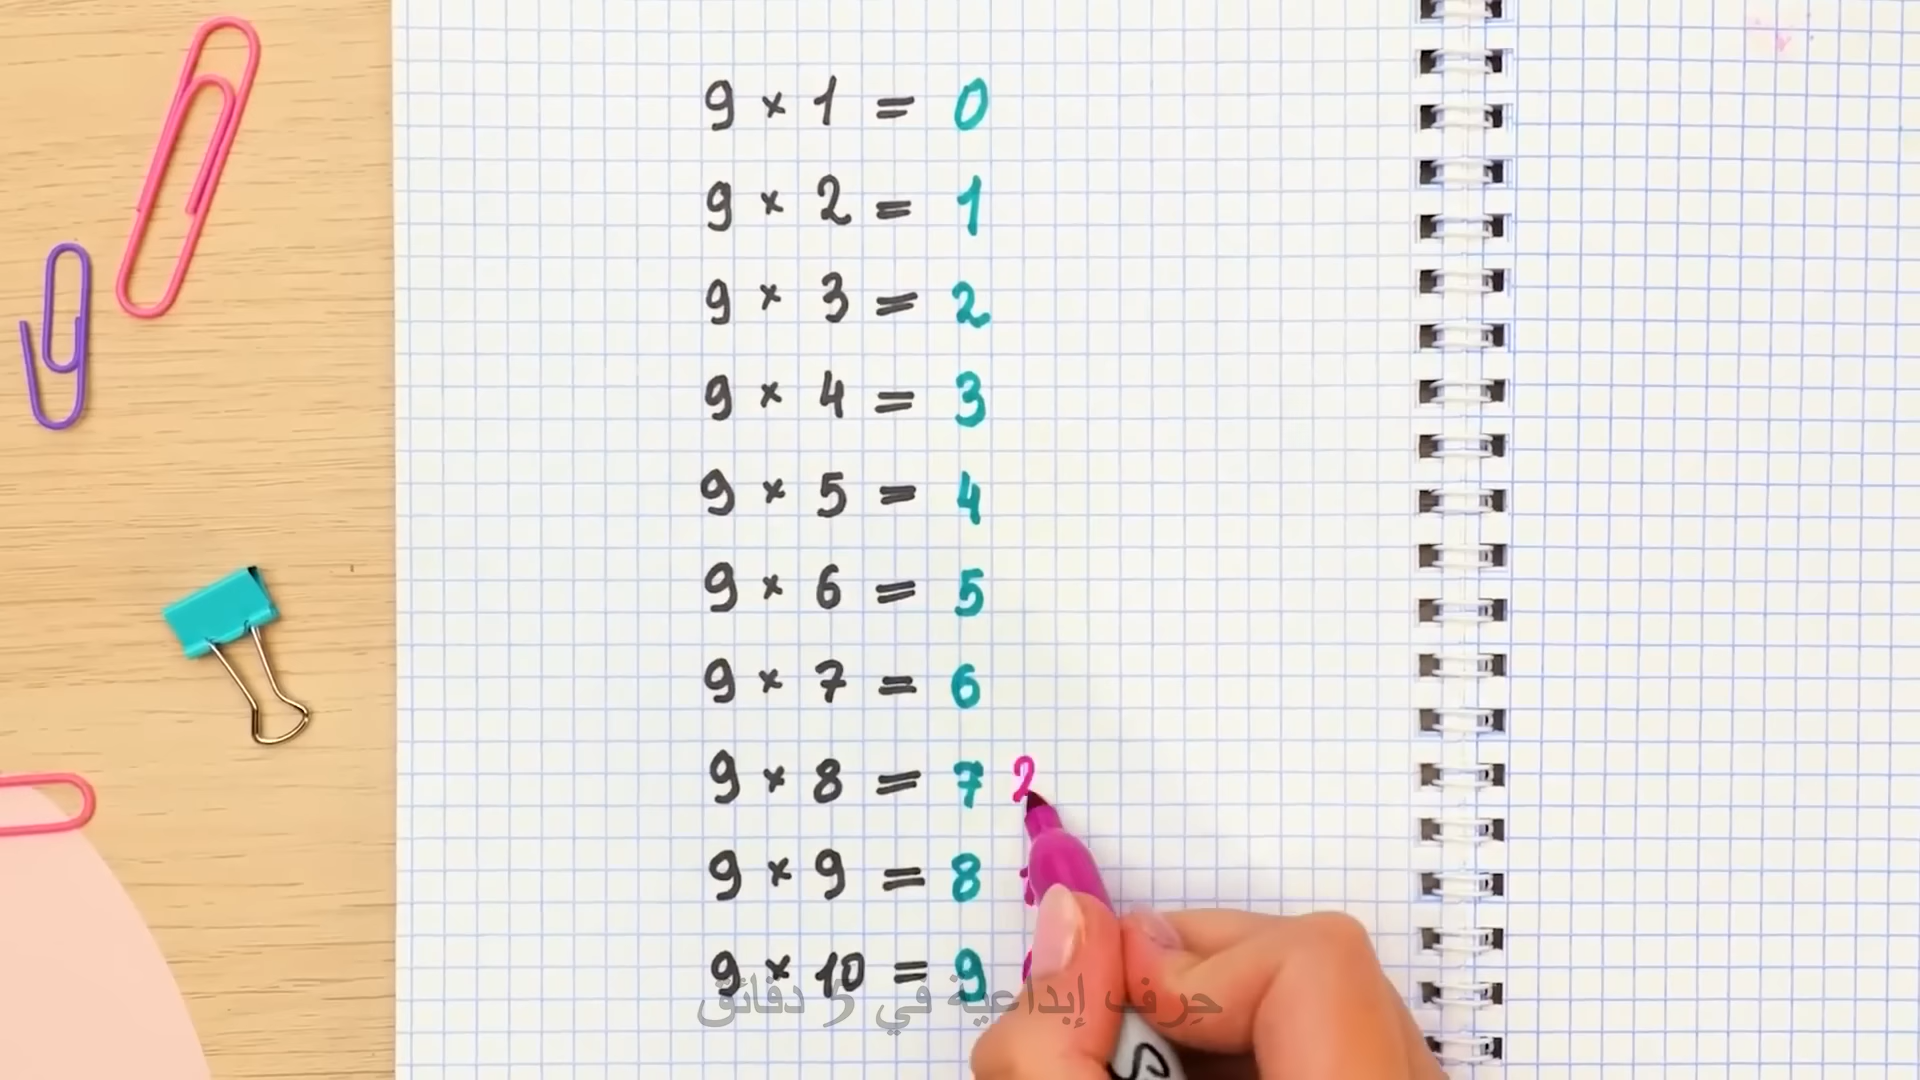 9 × 1 = 0
9 × 2 = 1
9 × 3 = 2
9 × 4 = 3
9 × 5 = 4
9 × 6 = 5
9 × 7 = 6
9 × 8 = 7 2
9 × 9 = 8
9 × 10 = 9
حِرف إبداعية في 5 دقائق